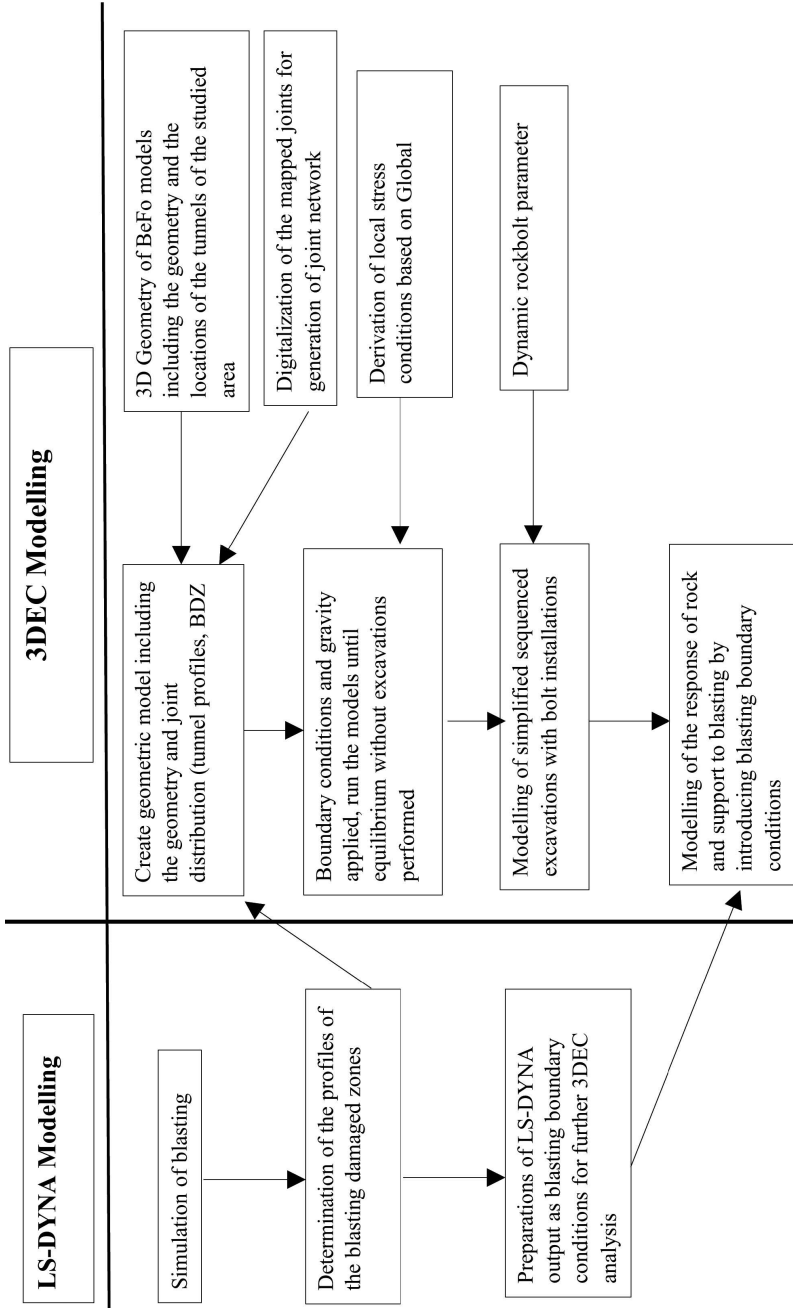 LS-DYNA Modelling
3DEC Modelling
Simulation of blasting
Determination of the profiles of
the blasting damaged zones
Preparations of LS-DYNA
output as blasting boundary
conditions for further 3DEC
analysis
Create geometric model including
the geometry and joint
distribution (tunnel profiles, BDZ
Boundary conditions and gravity
applied, run the models until
equilibrium without excavations
performed
Modelling of simplified sequenced
excavations with bolt installations
Modelling of the response of rock
and support to blasting by
introducing blasting boundary
conditions
3D Geometry of BeFo models
including the geometry and the
locations of the tunnels of the studied
area
Digitalization of the mapped joints for
generation of joint network
Derivation of local stress
conditions based on Global
Dynamic rockbolt parameter